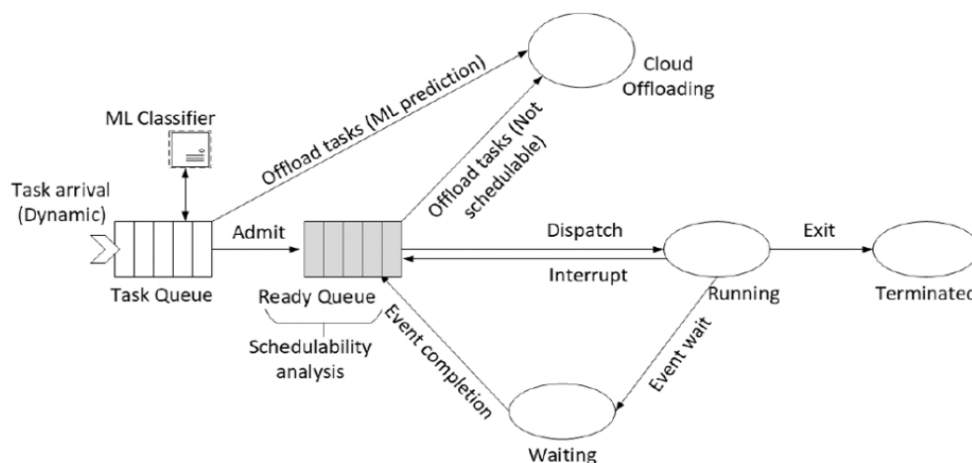 Cloud
Offloading
Offload tasks (ML prediction)
ML Classifier
Offload tasks (Not
schedulable)
Task arrival
(Dynamic)
Admit
Dispatch
Exit
Interrupt
Task Queue
Ready Queue
Running
Terminated
Schedulability
analysis
Event completion
Event wait
Waiting